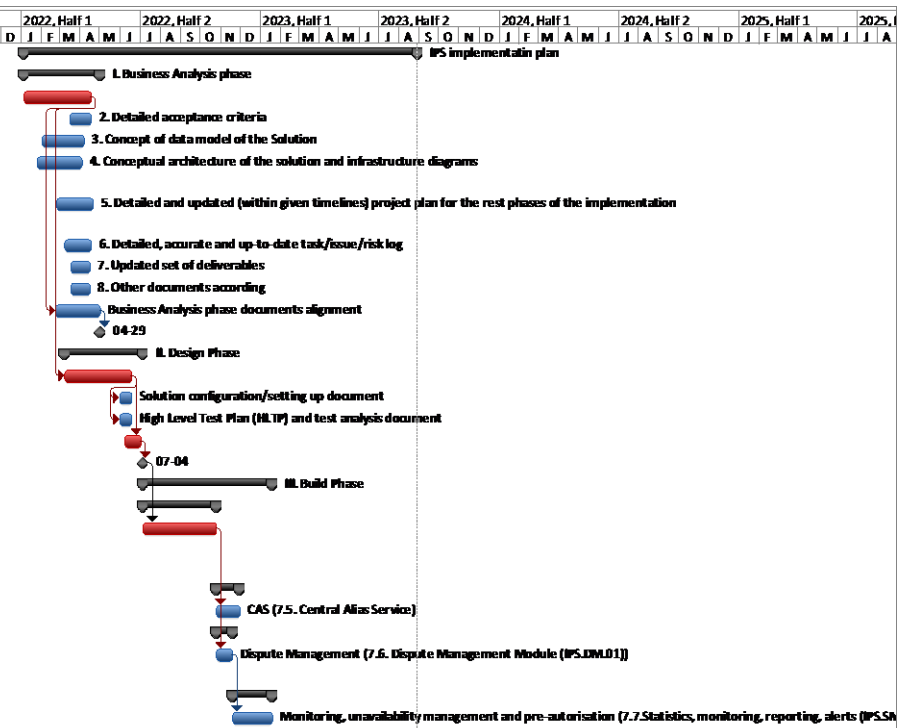 2022, Half 1 2022, Half 2 2023, Half 1 2023, Half 2 2024, Half 1 2024, Half 2 2025, Half 1 2025, H
D J F M A M J J A S O N D J F M A M J J A S O N D J F M A M J J A S O N D J F M A M J J A
IPS implementatin plan
I. Business Analysis phase
2. Detailed acceptance criteria
3. Concept of data model of the Solution
4. Conceptual architecture of the solution and infrastructure diagrams
5. Detailed and updated (within given timelines) project plan for the rest phases of the implementation
6. Detailed, accurate and up-to-date task/issue/risk log
7. Updated set of deliverables
8. Other documents according
Business Analysis phase documents alignment
04-29
II. Design Phase
Solution configuration/setting up document
High Level Test Plan (HLTP) and test analysis document
07-04
III. Build Phase
CAS (7.5. Central Alias Service)
Dispute Management (7.6. Dispute Management Module (IPS.DM.01))
Monitoring, unavailability management and pre-autorisation (7.7.Statistics, monitoring, reporting, alerts (IPS.SM